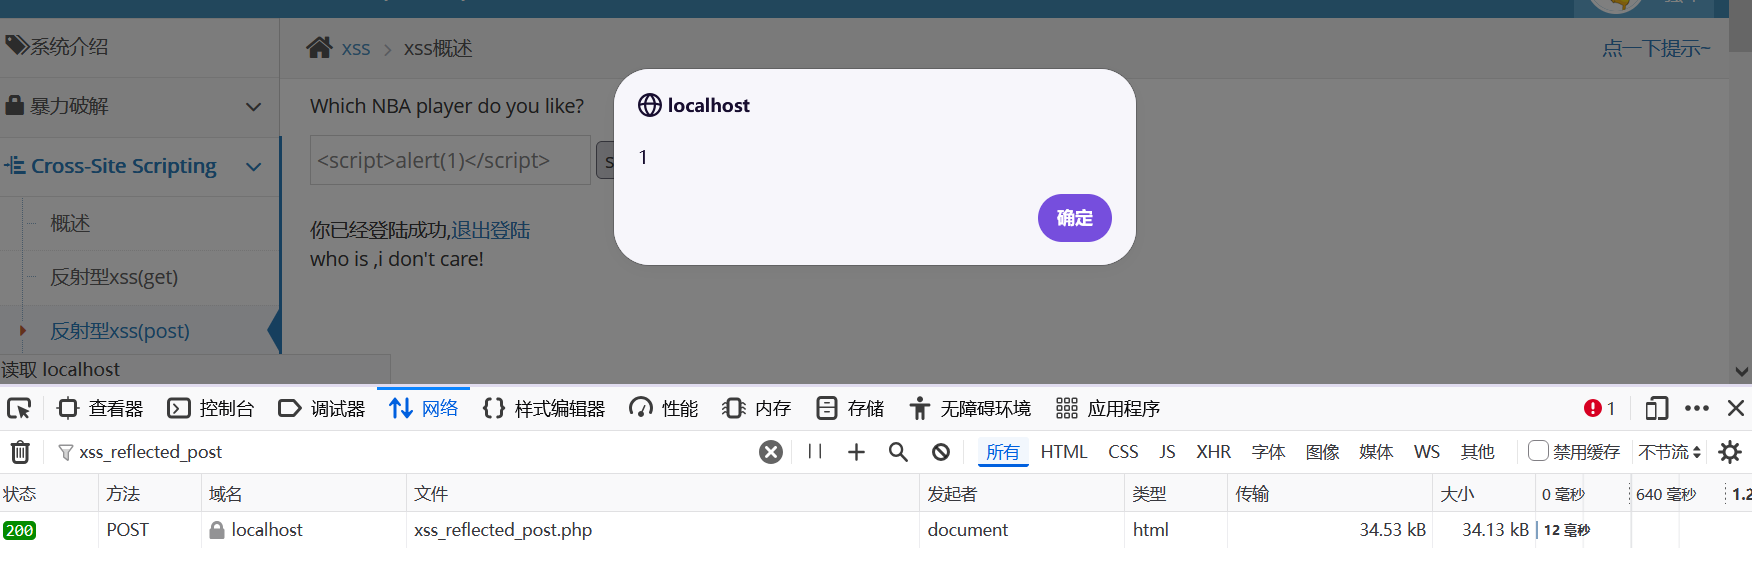 系统介绍
xss
xss概述
点一下提示~
暴力破解
Which NBA player do you like?
localhost
Cross-Site Scripting
<script>alert(1)</script>
s
1
概述
你已经登陆成功,退出登陆
确定
who is ,i don't care!
反射型xss(get)
反射型xss(post)
读取 localhost
查看器 控制台 调试器 网络 样式编辑器 性能 内存 存储 无障碍环境 应用程序 1
xss_reflected_post 所有 HTML CSS JS XHR 字体 图像 媒体 WS 其他 禁用缓存 不节流
状态 方法 域名 文件 发起者 类型 传输 大小 0 毫秒 640 毫秒 1.2
200 POST localhost xss_reflected_post.php document html 34.53 kB 34.13 kB 12 毫秒